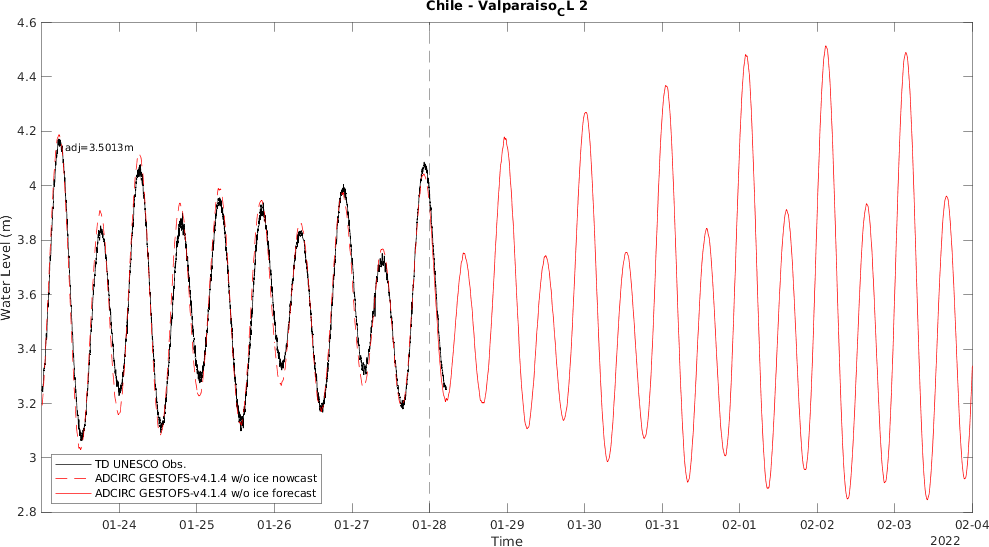 Chile - Valparaiso_CL 2
4.6
4.4
4.2
4
3.8
3.6
3.4
3.2
3
2.8
Water Level (m)
adj=3.5013m
TD UNESCO Obs.
ADCIRC GESTOFS-v4.1.4 w/o ice nowcast
ADCIRC GESTOFS-v4.1.4 w/o ice forecast
01-24 01-25 01-26 01-27 01-28 01-29 01-30 01-31 02-01 02-02 02-03 02-04
Time
2022